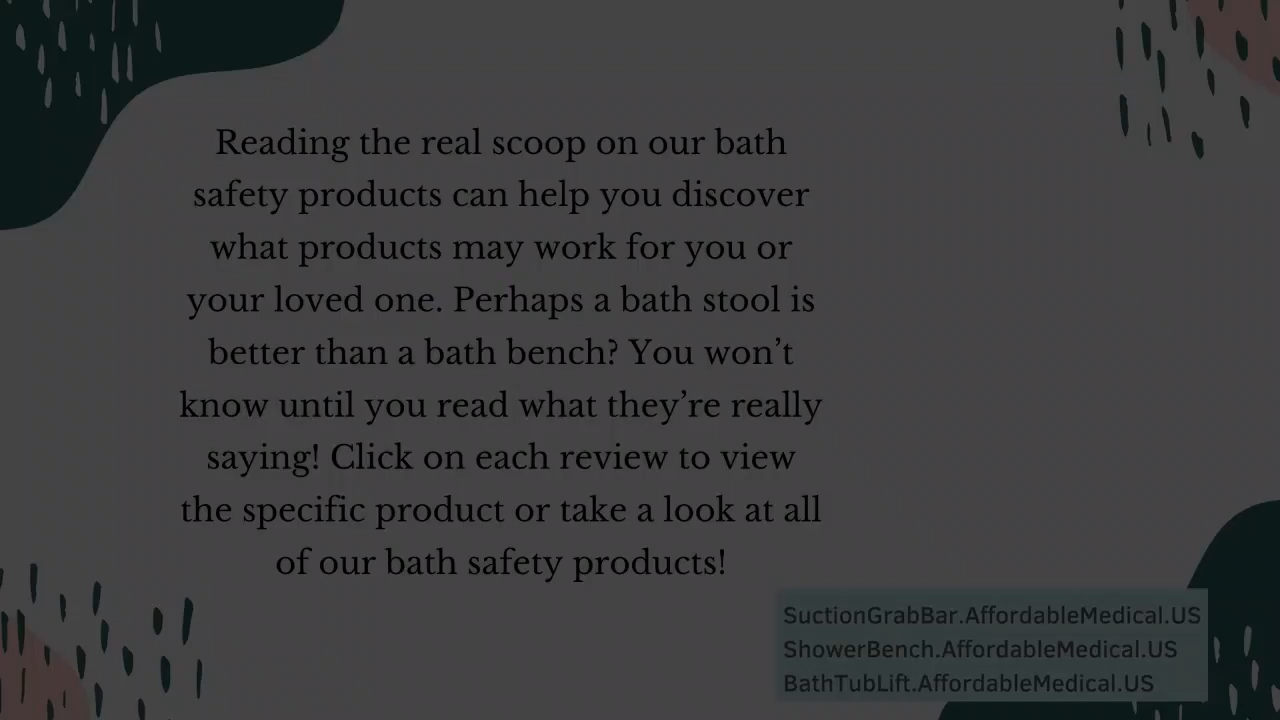 Reading the real scoop on our bath
safety products can help you discover
what products may work for you or
your loved one. Perhaps a bath stool is
better than a bath bench? You won’t
know until you read what they’re really
saying! Click on each review to view
the specific product or take a look at all
of our bath safety products!
SuctionGrabBar.AffordableMedical.US
ShowerBench.AffordableMedical.US
BathTubLift.AffordableMedical.US